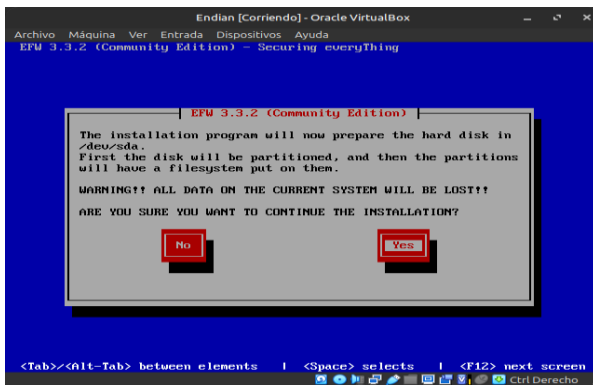 Endian [Corriendo] - Oracle VirtualBox
Archivo Máquina Ver Entrada Dispositivos Ayuda
EFW 3.3.2 (Community Edition) - Securing everyThing
EFW 3.3.2 (Community Edition)
The installation program will now prepare the hard disk in
/dev/sda.
First the disk will be partitioned, and then the partitions
will have a filesystem put on them.
WARNING!! ALL DATA ON THE CURRENT SYSTEM WILL BE LOST!!
ARE YOU SURE YOU WANT TO CONTINUE THE INSTALLATION?
No Yes
<Tab>/<Alt-Tab> between elements | <Space> selects | <F12> next screen
Ctrl Derecho